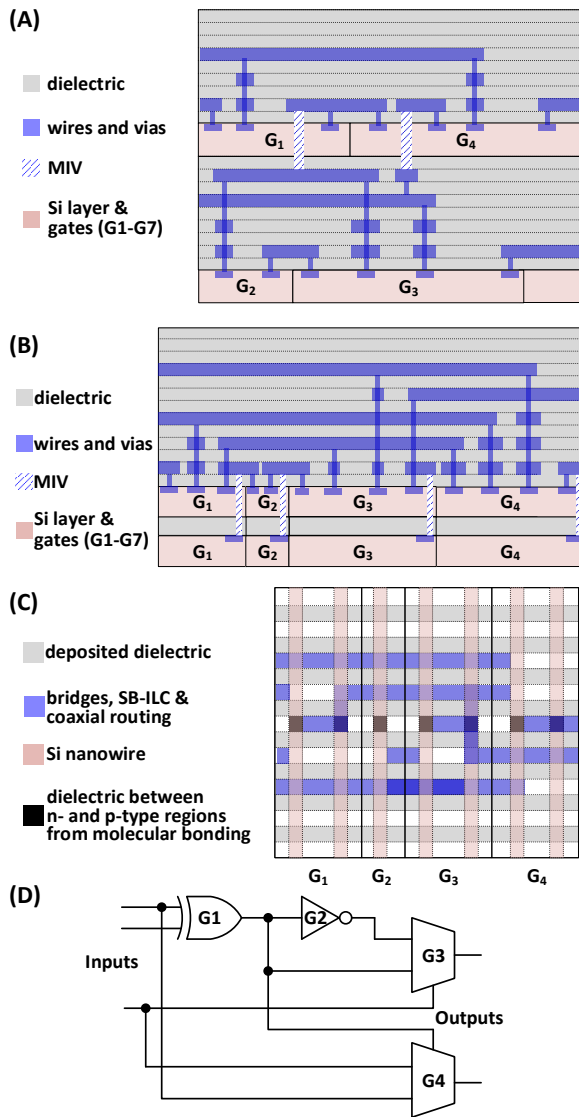 (A)
dielectric
wires and vias
MIV
Si layer &
gates (G1-G7)
G1
G4
G2
G3
(B)
dielectric
wires and vias
MIV
Si layer &
gates (G1-G7)
G1
G2
G3
G4
G1
G2
G3
G4
(C)
deposited dielectric
bridges, SB-ILC &
coaxial routing
Si nanowire
dielectric between
n- and p-type regions
from molecular bonding
G1
G2
G3
G4
(D)
G1
G2
G3
Inputs
Outputs
G4